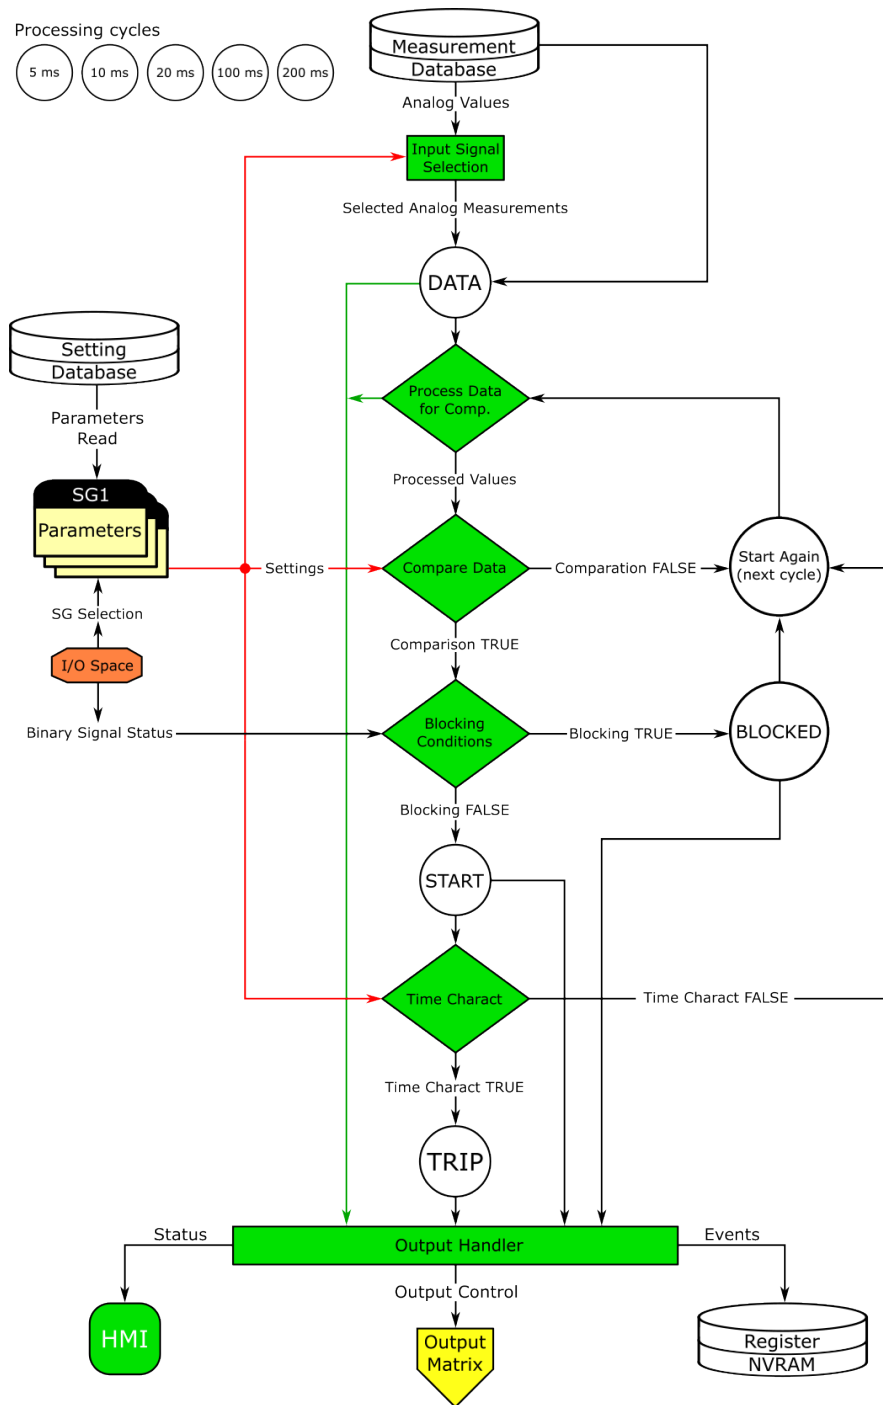 Processing cycles
5 ms
10 ms
20 ms
100 ms
200 ms
Measurement
Database
Analog Values
Input Signal
Selection
Selected Analog Measurements
DATA
Setting
Database
Parameters
Read
SG1
Parameters
Process Data
for Comp.
Processed Values
Settings
Compare Data
Comparation FALSE
Start Again
(next cycle)
SG Selection
I/O Space
Binary Signal Status
Comparison TRUE
Blocking
Conditions
Blocking TRUE
BLOCKED
Blocking FALSE
START
Time Charact
Time Charact FALSE
Time Charact TRUE
TRIP
Status
Output Handler
Events
Output Control
HMI
Output
Matrix
Register
NVRAM